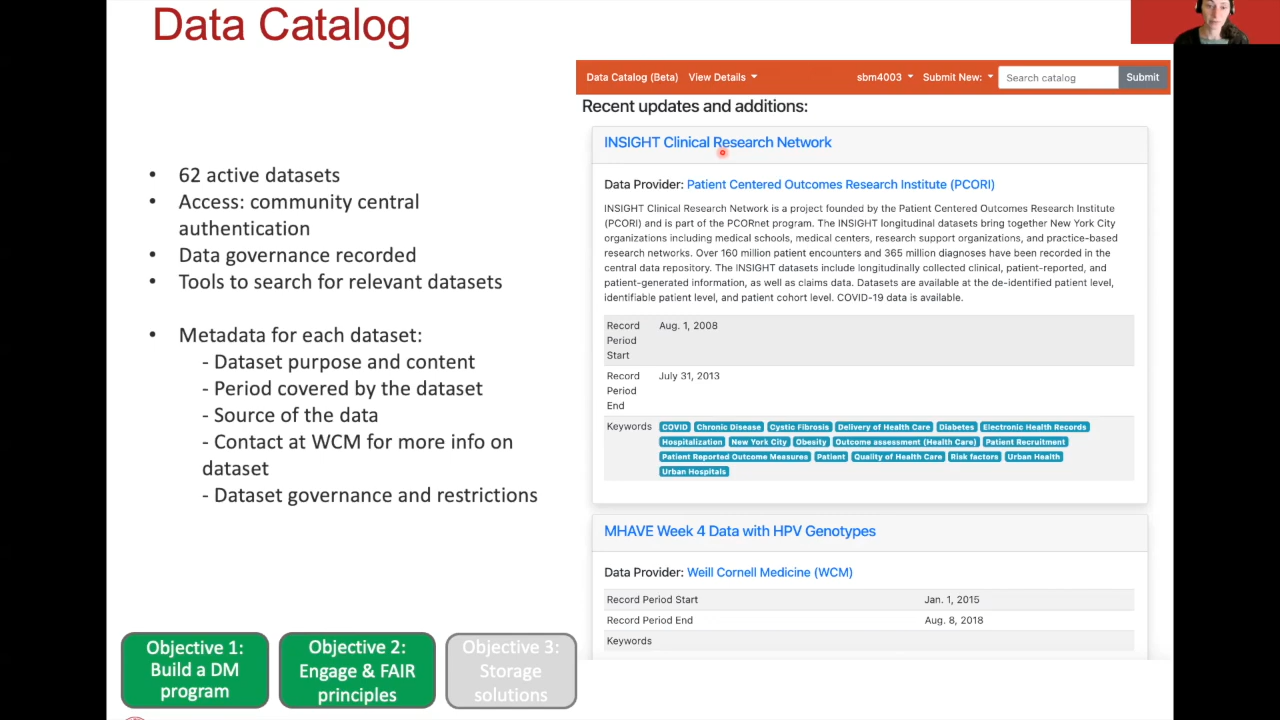 Data Catalog
• 62 active datasets
• Access: community central
authentication
• Data governance recorded
• Tools to search for relevant datasets
• Metadata for each dataset:
- Dataset purpose and content
- Period covered by the dataset
- Source of the data
- Contact at WCM for more info on
dataset
- Dataset governance and restrictions
Data Catalog (Beta) View Details sbm4003 Submit New: Search catalog Submit
Recent updates and additions:
INSIGHT Clinical Research Network
Data Provider: Patient Centered Outcomes Research Institute (PCORI)
INSIGHT Clinical Research Network is a project founded by the Patient Centered Outcomes Research Institute
(PCORI) and is part of the PCORnet program. The INSIGHT longitudinal datasets bring together New York City
organizations including medical schools, medical centers, research support organizations, and practice-based
research networks. Over 160 million patient encounters and 365 million diagnoses have been recorded in the
central data repository. The INSIGHT datasets include longitudinally collected clinical, patient-reported, and
patient-generated information, as well as claims data. Datasets are available at the de-identified patient level,
identifiable patient level, and patient cohort level. COVID-19 data is available.
Record Aug. 1, 2008
Period
Start
Record July 31, 2013
Period
End
Keywords COVID Chronic Disease Cystic Fibrosis Delivery of Health Care Diabetes Electronic Health Records
Hospitalization New York City Obesity Outcome assessment (Health Care) Patient Recruitment
Patient Reported Outcome Measures Patient Quality of Health Care Risk factors Urban Health
Urban Hospitals
MHAVE Week 4 Data with HPV Genotypes
Data Provider: Weill Cornell Medicine (WCM)
Record Period Start Jan. 1, 2015
Record Period End Aug. 8, 2018
Keywords
Objective 1:
Build a DM
program
Objective 2:
Engage & FAIR
principles
Objective 3:
Storage
solutions